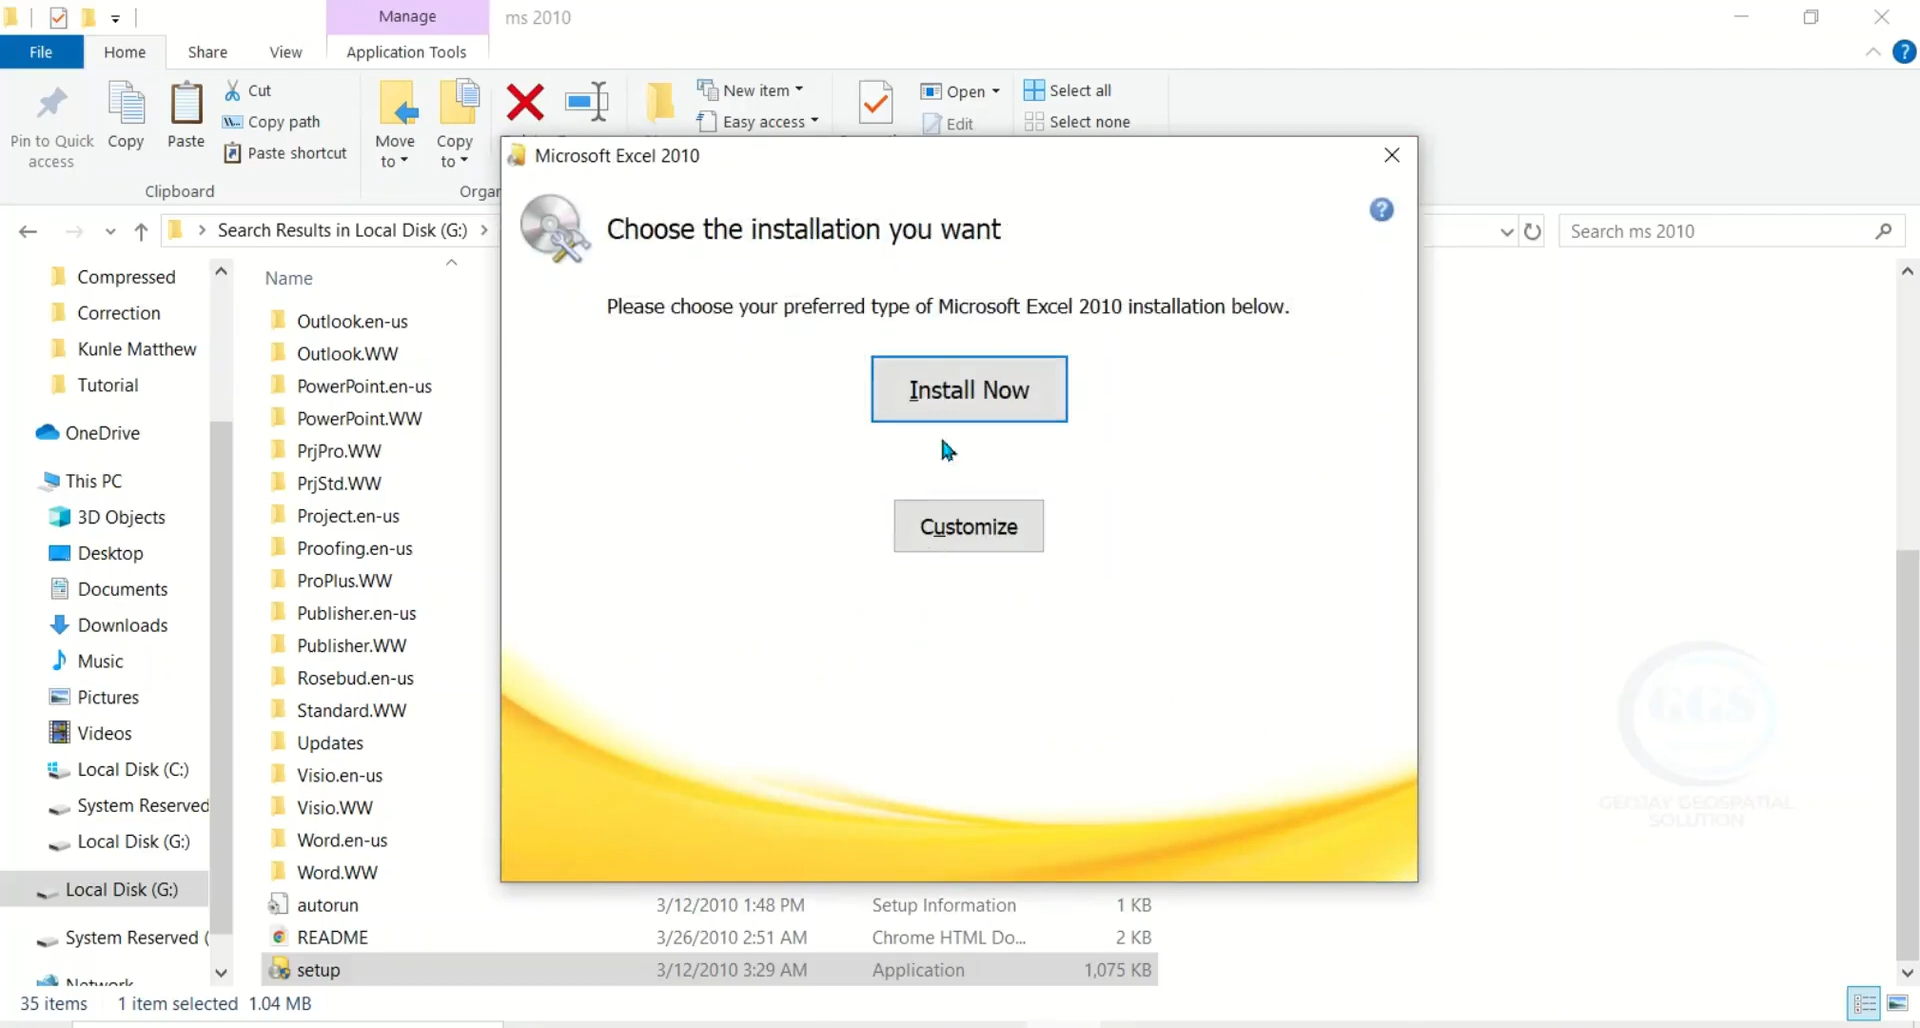 Manage
ms 2010
File
Home
Share
View
Application Tools
Pin to Quick
access
Copy
Paste
Cut
Copy path
Paste shortcut
Move
to
Copy
to
New item
Easy access
Open
Edit
Select all
Select none
Clipboard
Organ
Search Results in Local Disk (G:)
Search ms 2010
Microsoft Excel 2010
Choose the installation you want
Please choose your preferred type of Microsoft Excel 2010 installation below.
Install Now
Customize
Compressed
Correction
Kunle Matthew
Tutorial
OneDrive
This PC
3D Objects
Desktop
Documents
Downloads
Music
Pictures
Videos
Local Disk (C:)
System Reserved
Local Disk (G:)
Local Disk (G:)
System Reserved (
Network
Name
Outlook.en-us
Outlook.WW
PowerPoint.en-us
PowerPoint.WW
PrjPro.WW
PrjStd.WW
Project.en-us
Proofing.en-us
ProPlus.WW
Publisher.en-us
Publisher.WW
Rosebud.en-us
Standard.WW
Updates
Visio.en-us
Visio.WW
Word.en-us
Word.WW
autorun 3/12/2010 1:48 PM Setup Information 1 KB
README 3/26/2010 2:51 AM Chrome HTML Do... 2 KB
setup 3/12/2010 3:29 AM Application 1,075 KB
35 items 1 item selected 1.04 MB
GGS
GEODAY GEOSPATIAL
SOLUTION